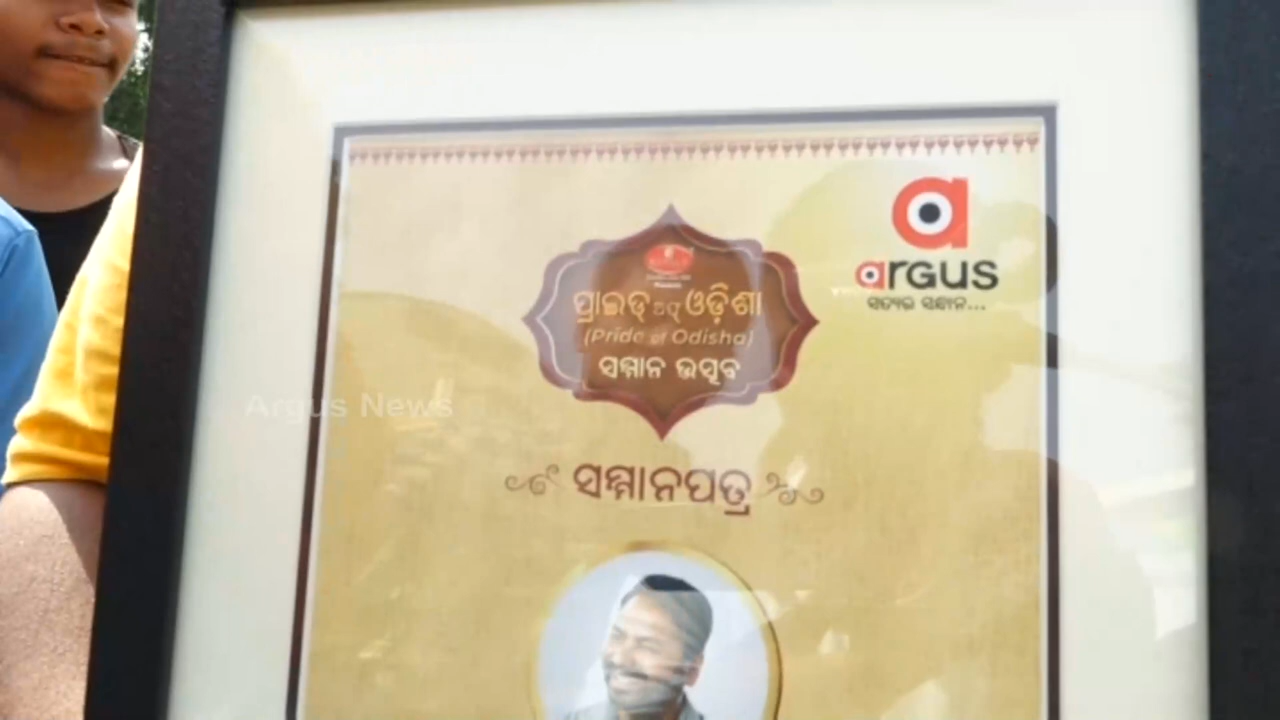 ପ୍ରାଇଡ୍ ଅଫ୍ ଓଡ଼ିଶା
(Pride of Odisha)
ସମ୍ମାନ ଉତ୍ସବ
argus
ସତ୍ୟର ସନ୍ଧାନ...
Argus News
ସମ୍ମାନପତ୍ର